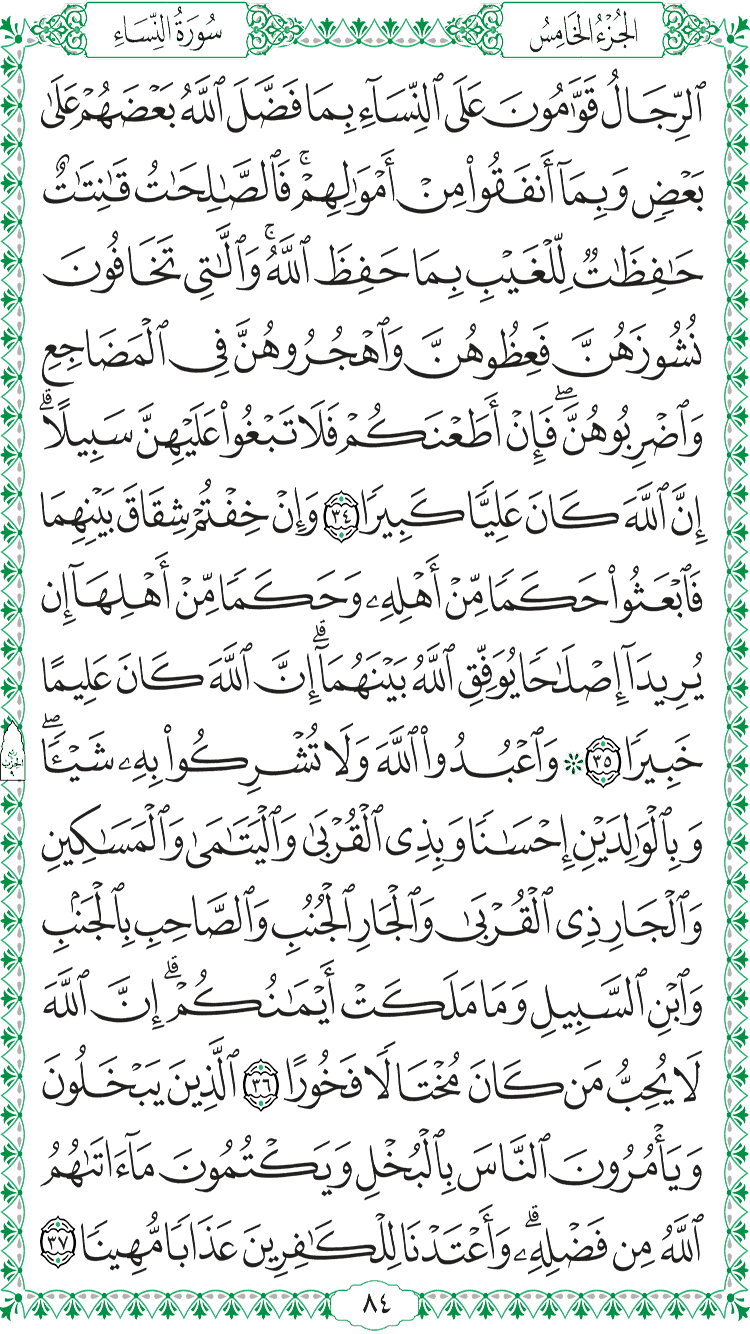 الجُزْءُ الخَامِسُ
سُورَةُ النِّسَاءِ
ٱلرِّجَالُ قَوَّٰمُونَ عَلَى ٱلنِّسَآءِ بِمَا فَضَّلَ ٱللَّهُ بَعۡضَهُمۡ عَلَىٰ
بَعۡضٖ وَبِمَآ أَنفَقُواْ مِنۡ أَمۡوَٰلِهِمۡۚ فَٱلصَّٰلِحَٰتُ قَٰنِتَٰتٌ
حَٰفِظَٰتٞ لِّلۡغَيۡبِ بِمَا حَفِظَ ٱللَّهُۚ وَٱلَّٰتِي تَخَافُونَ
نُشُوزَهُنَّ فَعِظُوهُنَّ وَٱهۡجُرُوهُنَّ فِي ٱلۡمَضَاجِعِ
وَٱضۡرِبُوهُنَّۖ فَإِنۡ أَطَعۡنَكُمۡ فَلَا تَبۡغُواْ عَلَيۡهِنَّ سَبِيلًاۗ
إِنَّ ٱللَّهَ كَانَ عَلِيّٗا كَبِيرٗا ٣٤ وَإِنۡ خِفۡتُمۡ شِقَاقَ بَيۡنِهِمَا
فَٱبۡعَثُواْ حَكَمٗا مِّنۡ أَهۡلِهِۦ وَحَكَمٗا مِّنۡ أَهۡلِهَآ إِن
يُرِيدَآ إِصۡلَٰحٗا يُوَفِّقِ ٱللَّهُ بَيۡنَهُمَآۗ إِنَّ ٱللَّهَ كَانَ عَلِيمًا
خَبِيرٗا ٣٥ ۞ وَٱعۡبُدُواْ ٱللَّهَ وَلَا تُشۡرِكُواْ بِهِۦ شَيۡـٔٗاۖ
وَبِٱلۡوَٰلِدَيۡنِ إِحۡسَٰنٗا وَبِذِي ٱلۡقُرۡبَىٰ وَٱلۡيَتَٰمَىٰ وَٱلۡمَسَٰكِينِ
وَٱلۡجَارِ ذِي ٱلۡقُرۡبَىٰ وَٱلۡجَارِ ٱلۡجُنُبِ وَٱلصَّاحِبِ بِٱلۡجَنۢبِ
وَٱبۡنِ ٱلسَّبِيلِ وَمَا مَلَكَتۡ أَيۡمَٰنُكُمۡۗ إِنَّ ٱللَّهَ
لَا يُحِبُّ مَن كَانَ مُخۡتَالٗا فَخُورًا ٣٦ ٱلَّذِينَ يَبۡخَلُونَ
وَيَأۡمُرُونَ ٱلنَّاسَ بِٱلۡبُخۡلِ وَيَكۡتُمُونَ مَآ ءَاتَىٰهُمُ
ٱللَّهُ مِن فَضۡلِهِۦۗ وَأَعۡتَدۡنَا لِلۡكَٰفِرِينَ عَذَابٗا مُّهِينٗا ٣٧
٨٤